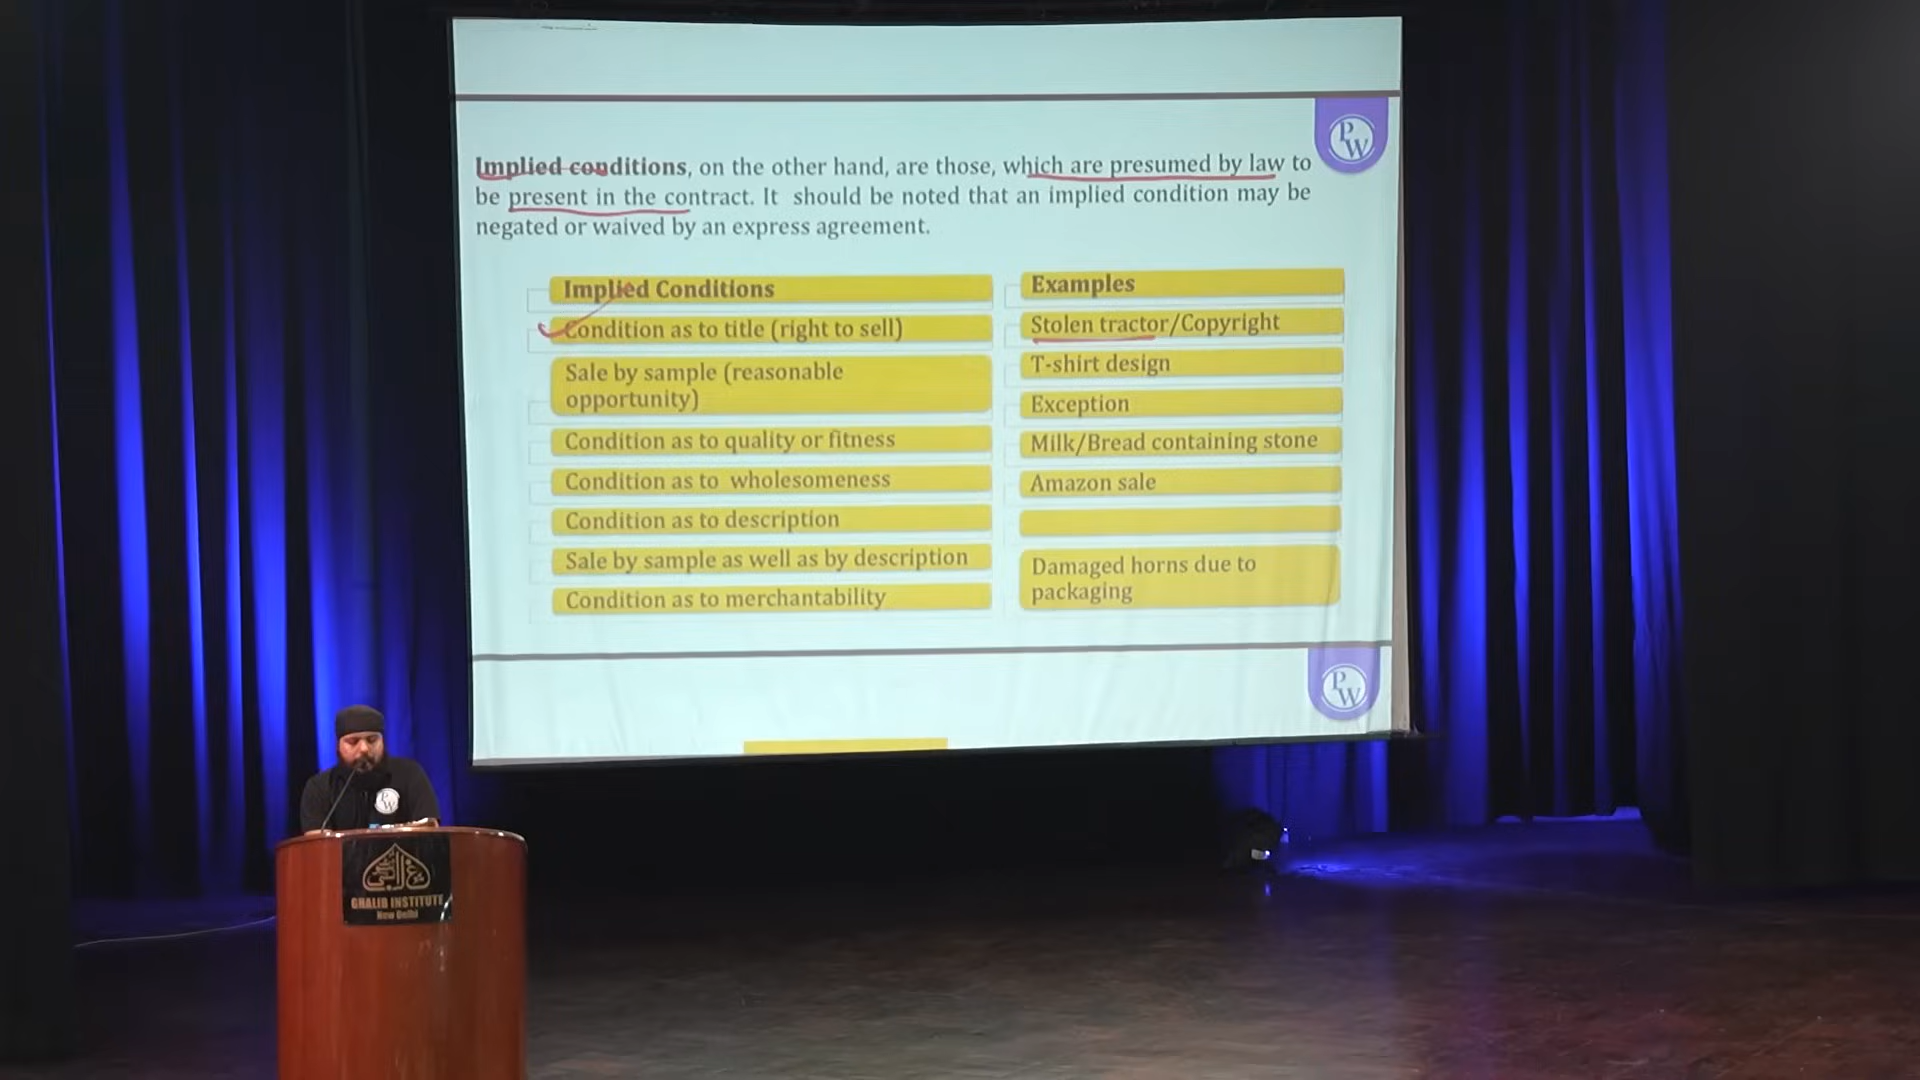 P
W
Implied conditions, on the other hand, are those, which are presumed by law to
be present in the contract. It should be noted that an implied condition may be
negated or waived by an express agreement.
Implied Conditions
Condition as to title (right to sell)
Sale by sample (reasonable
opportunity)
Condition as to quality or fitness
Condition as to wholesomeness
Condition as to description
Sale by sample as well as by description
Condition as to merchantability
Examples
Stolen tractor/Copyright
T-shirt design
Exception
Milk/Bread containing stone
Amazon sale
Damaged horns due to
packaging
P
W
P
W
GHALIB INSTITUTE
New Delhi